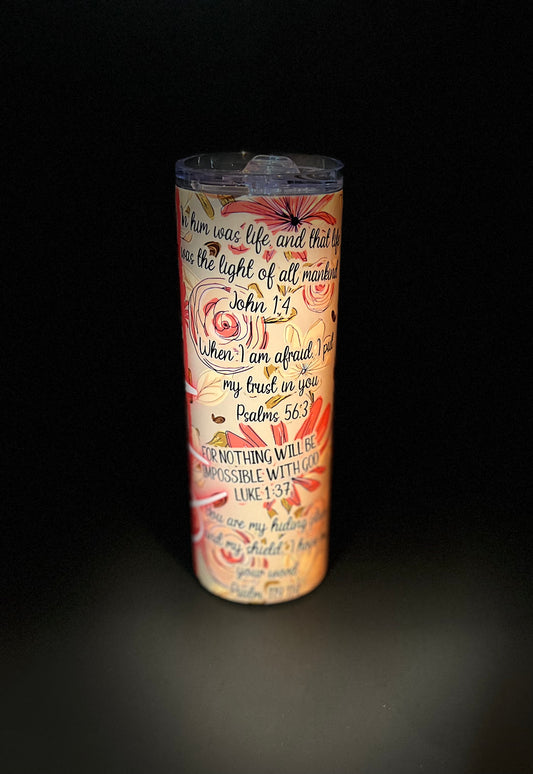 n him was life, and that life
was the light of all mankind
John 1:4
When I am afraid, I put
my trust in you
Psalms 56:3
FOR NOTHING WILL BE
IMPOSSIBLE WITH GOD
LUKE 1:37
You are my hiding
and my shield; I hope
your word
Psalm